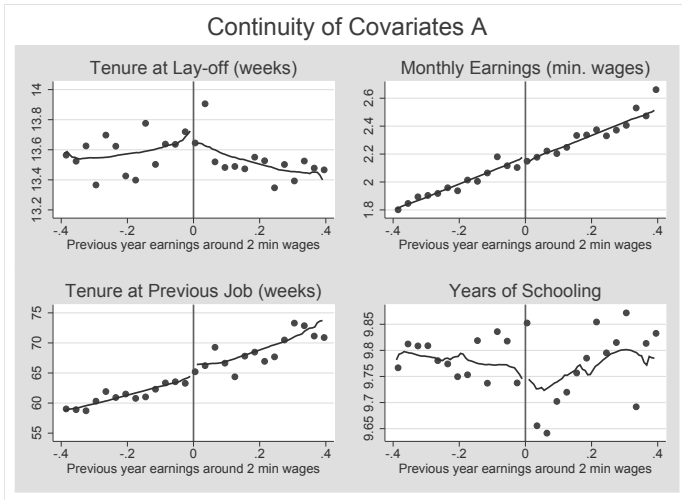 Continuity of Covariates A
Tenure at Lay-off (weeks)
14
13.8
13.6
13.4
13.2
-.4 -.2 0 .2 .4
Previous year earnings around 2 min wages
Monthly Earnings (min. wages)
2.6
2.4
2.2
2
1.8
-.4 -.2 0 .2 .4
Previous year earnings around 2 min wages
Tenure at Previous Job (weeks)
75
70
65
60
55
-.4 -.2 0 .2 .4
Previous year earnings around 2 min wages
Years of Schooling
9.85
9.8
9.75
9.7
9.65
-.4 -.2 0 .2 .4
Previous year earnings around 2 min wages